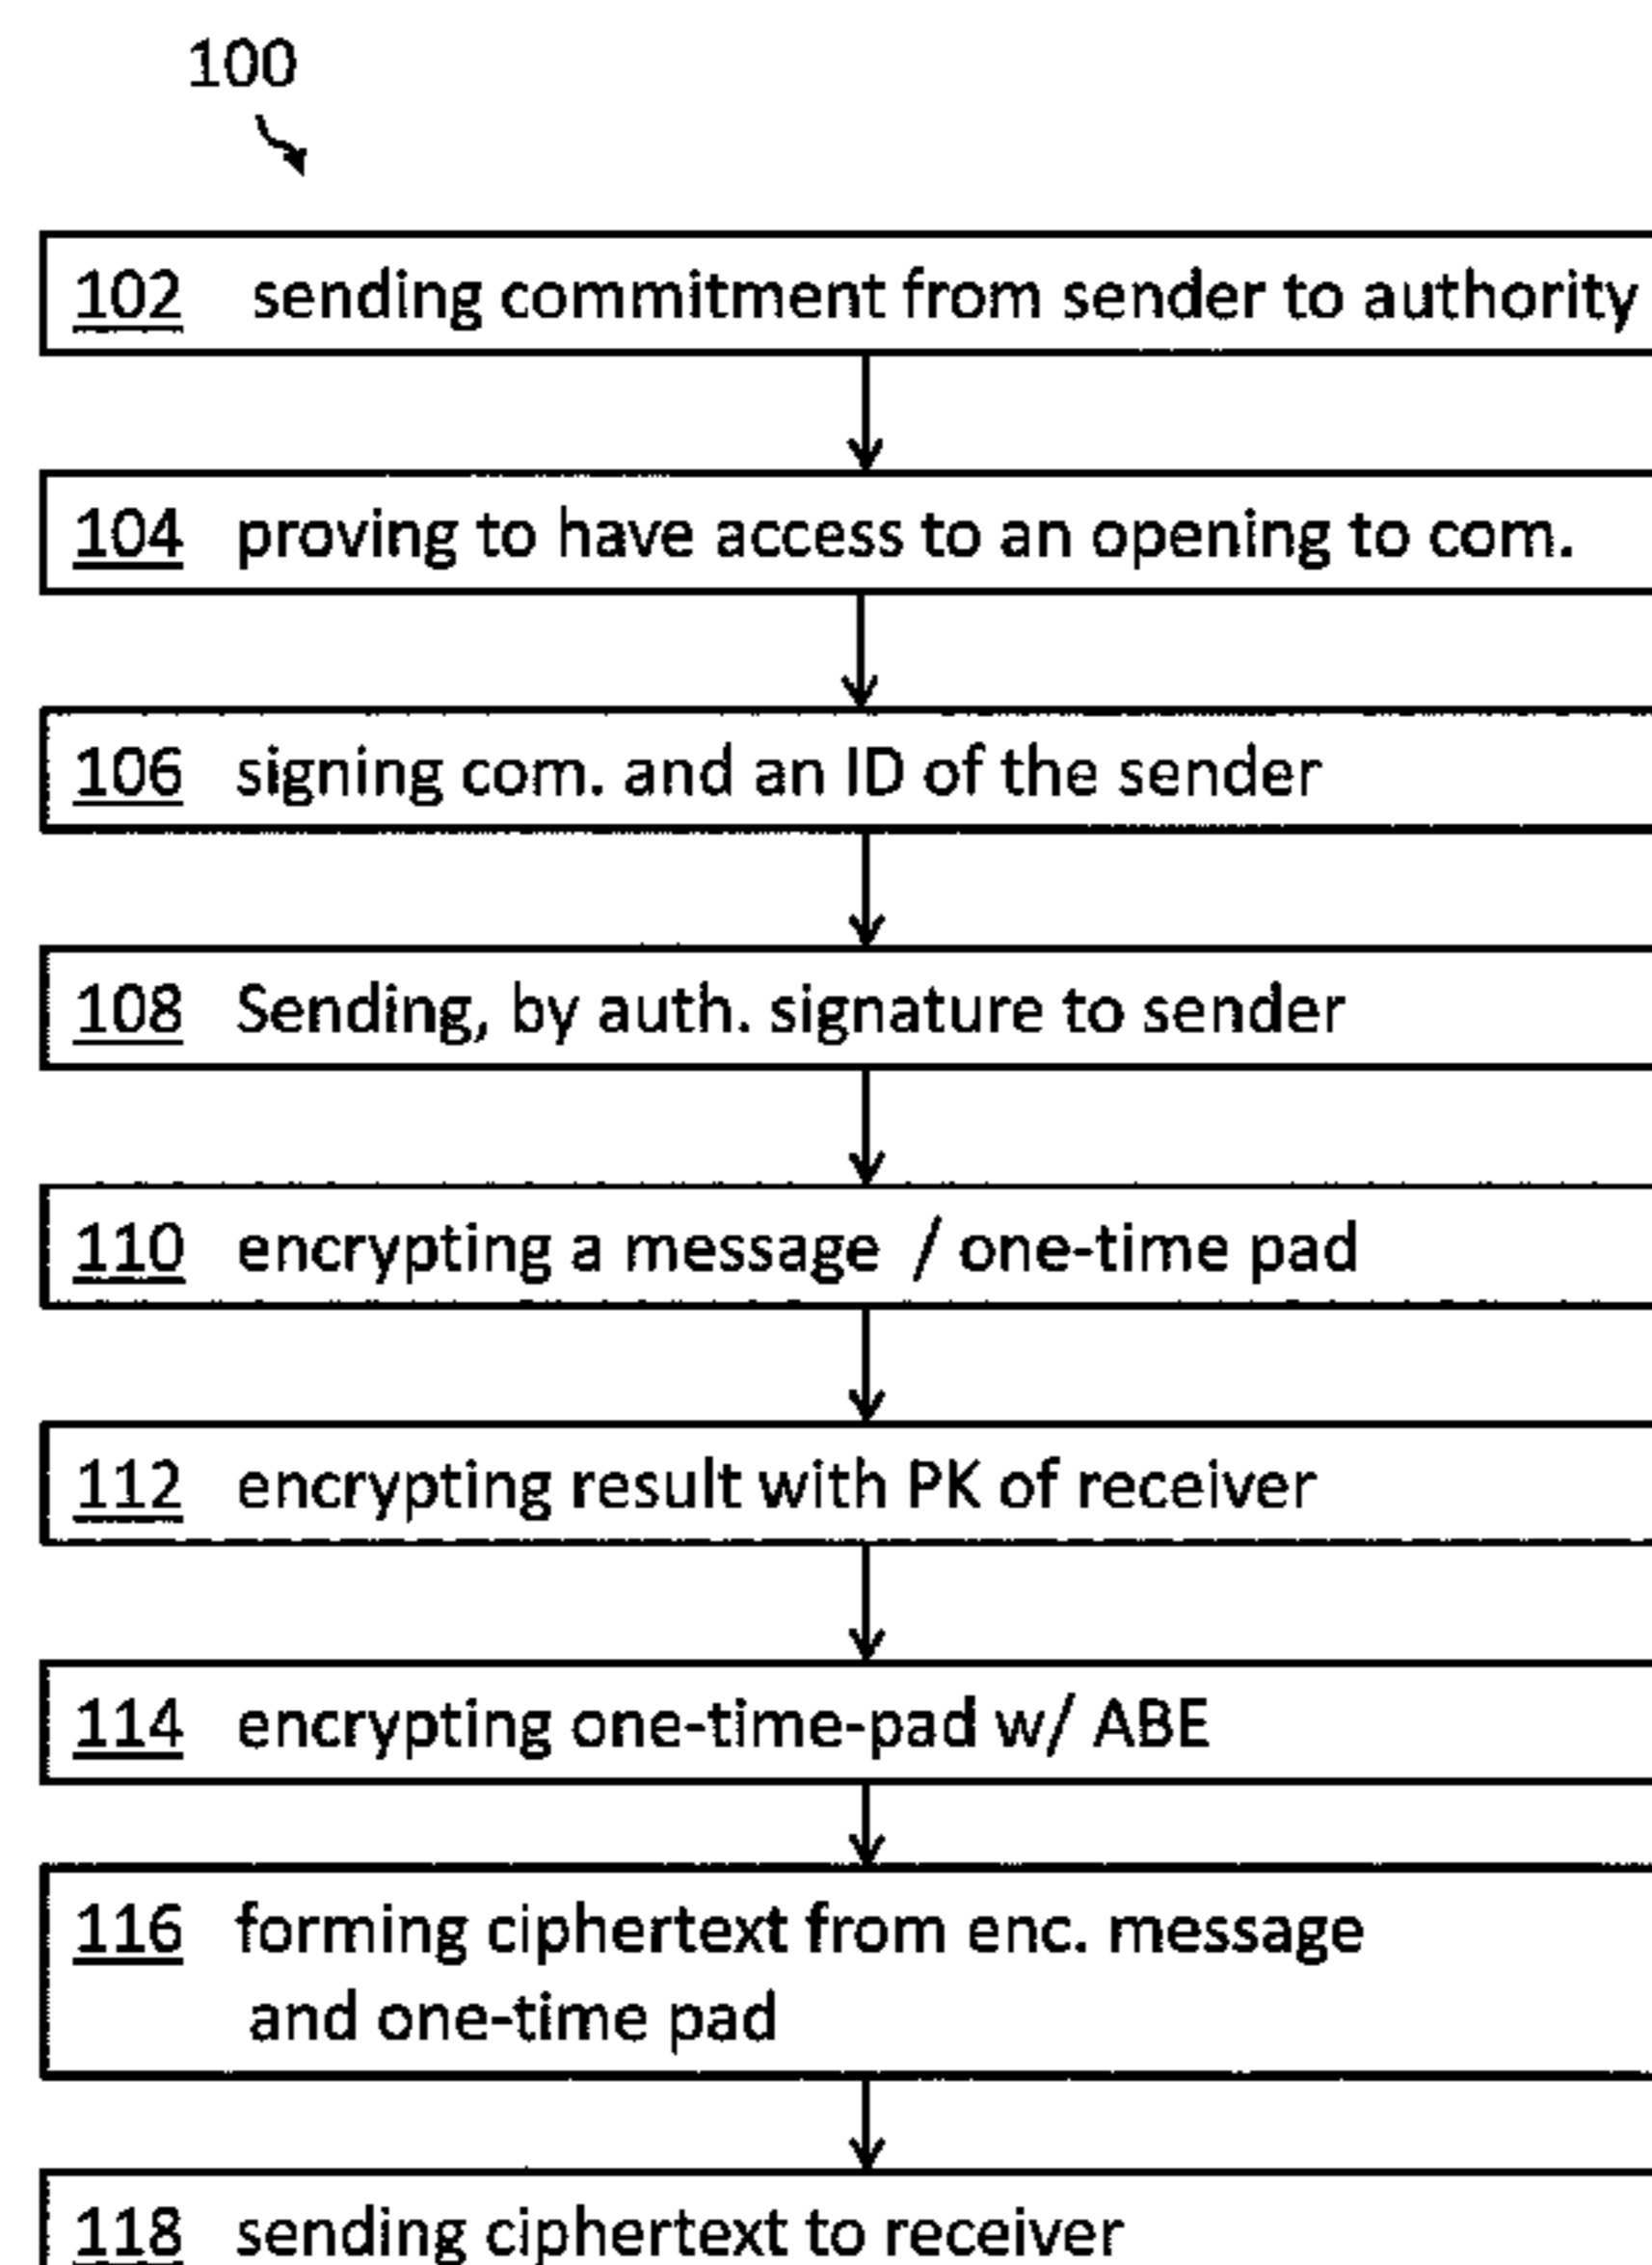 100
102 sending commitment from sender to authority
104 proving to have access to an opening to com.
106 signing com. and an ID of the sender
108 Sending, by auth. signature to sender
110 encrypting a message / one-time pad
112 encrypting result with PK of receiver
114 encrypting one-time-pad w/ ABE
116 forming ciphertext from enc. message
and one-time pad
118 sending ciphertext to receiver